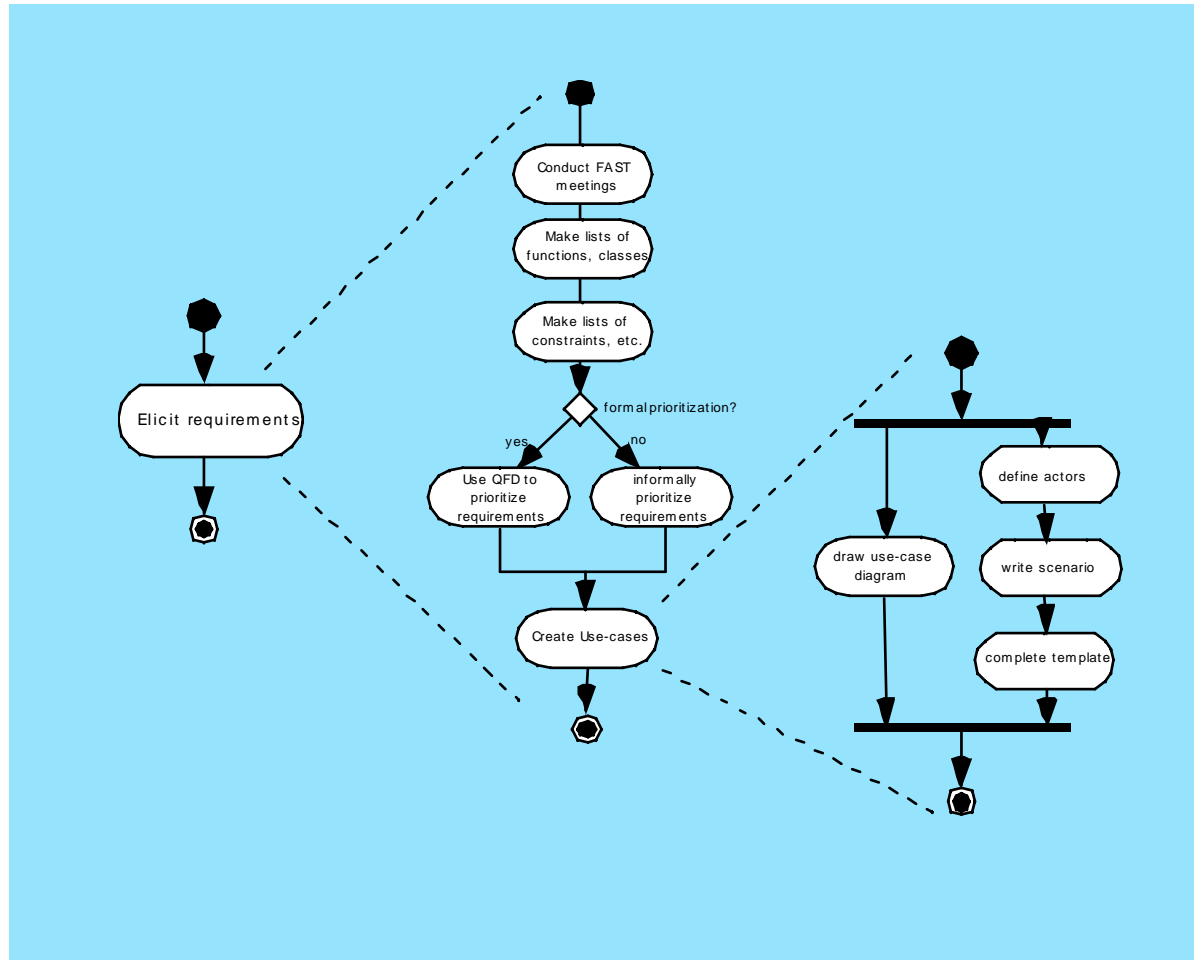 Elicit requirements
Conduct FAST
meetings
Make lists of
functions, classes
Make lists of
constraints, etc.
formal prioritization?
yes
no
Use QFD to
prioritize
requirements
informally
prioritize
requirements
Create Use-cases
draw use-case
diagram
define actors
write scenario
complete template